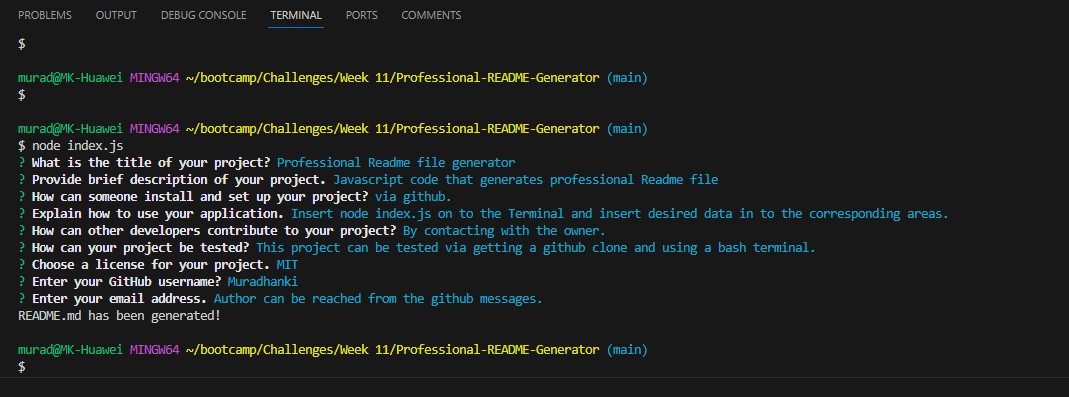 PROBLEMS OUTPUT DEBUG CONSOLE TERMINAL PORTS COMMENTS
$
murad@MK-Huawei MINGW64 ~/bootcamp/Challenges/Week 11/Professional-README-Generator (main)
$
murad@MK-Huawei MINGW64 ~/bootcamp/Challenges/Week 11/Professional-README-Generator (main)
$ node index.js
? What is the title of your project? Professional Readme file generator
? Provide brief description of your project. Javascript code that generates professional Readme file
? How can someone install and set up your project? via github.
? Explain how to use your application. Insert node index.js on to the Terminal and insert desired data in to the corresponding areas.
? How can other developers contribute to your project? By contacting with the owner.
? How can your project be tested? This project can be tested via getting a github clone and using a bash terminal.
? Choose a license for your project. MIT
? Enter your GitHub username? Muradhanki
? Enter your email address. Author can be reached from the github messages.
README.md has been generated!
murad@MK-Huawei MINGW64 ~/bootcamp/Challenges/Week 11/Professional-README-Generator (main)
$